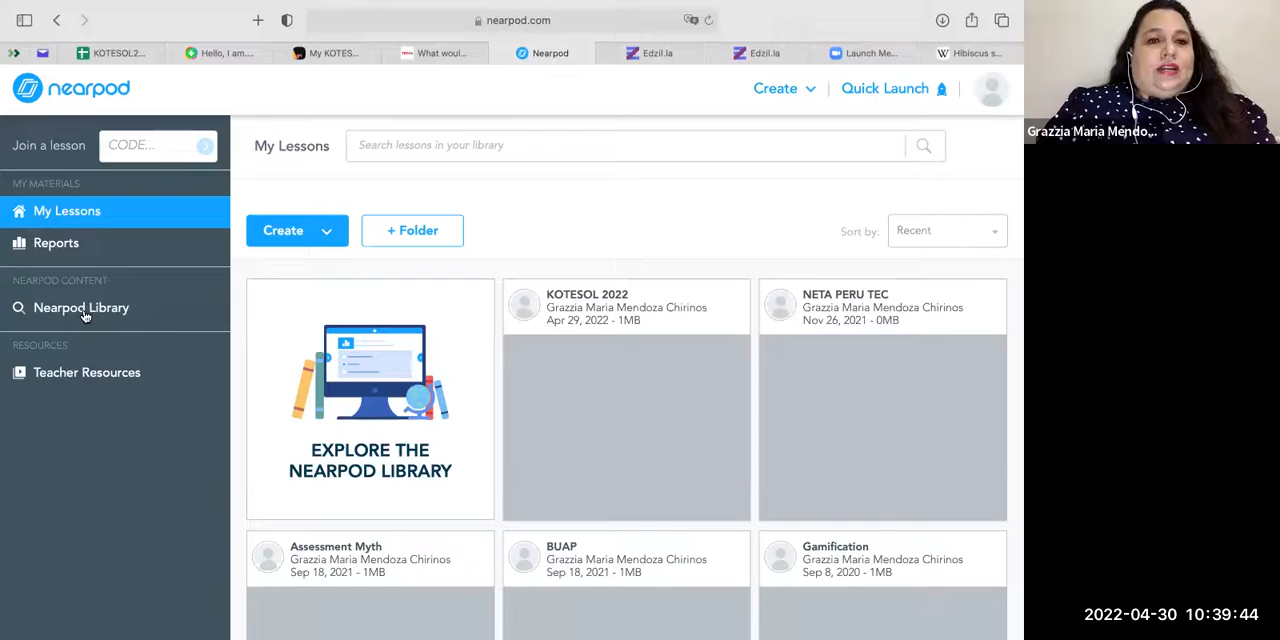 nearpod.com
KOTESOL2...
Hello, I am....
My KOTES...
What woul...
Nearpod
Edzil.la
Edzil.la
Launch Me...
Hibiscus s...
nearpod
Create
Quick Launch
Join a lesson
CODE...
My Lessons
Search lessons in your library
MY MATERIALS
My Lessons
Reports
NEARPOD CONTENT
Nearpod Library
RESOURCES
Teacher Resources
Create
+ Folder
Sort by:
Recent
EXPLORE THE
NEARPOD LIBRARY
KOTESOL 2022
Grazzia Maria Mendoza Chirinos
Apr 29, 2022 - 1MB
NETA PERU TEC
Grazzia Maria Mendoza Chirinos
Nov 26, 2021 - 0MB
Assessment Myth
Grazzia Maria Mendoza Chirinos
Sep 18, 2021 - 1MB
BUAP
Grazzia Maria Mendoza Chirinos
Sep 18, 2021 - 1MB
Gamification
Grazzia Maria Mendoza Chirinos
Sep 8, 2020 - 1MB
Grazzia Maria Mendo...
2022-04-30 10:39:44